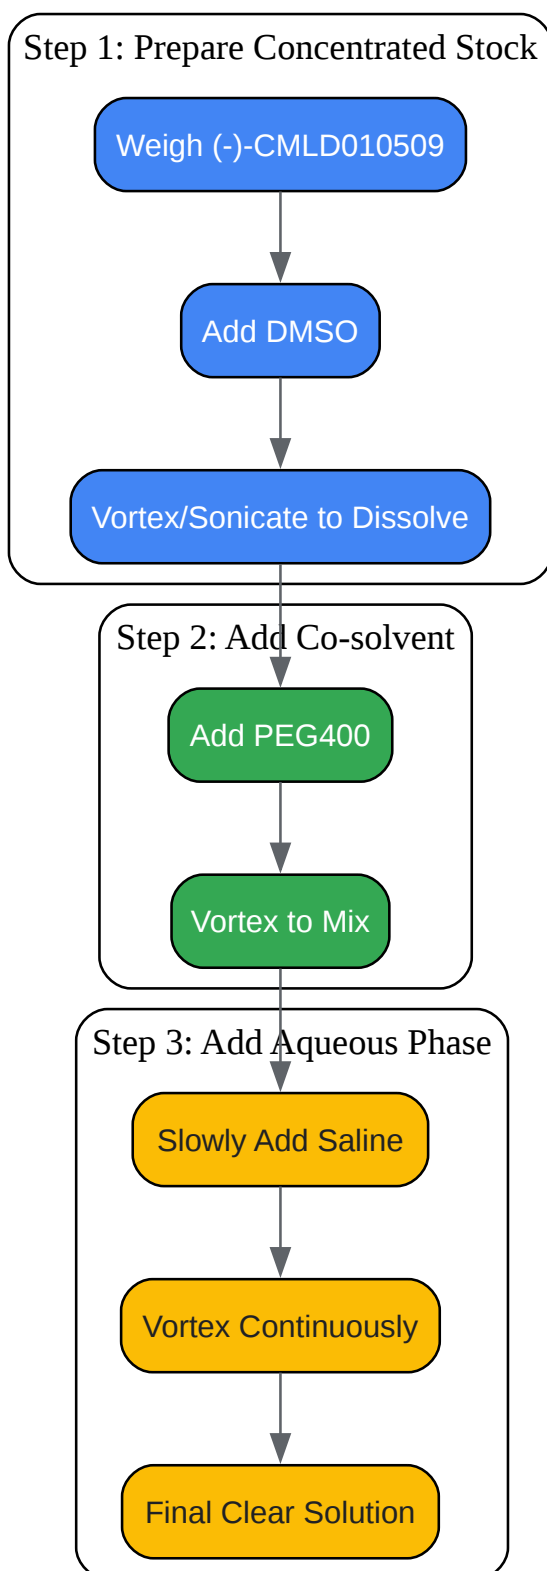 Step 1: Prepare Concentrated Stock
Weigh (-)-CMLD010509
Add DMSO
Vortex/Sonicate to Dissolve
Step 2: Add Co-solvent
Add PEG400
Vortex to Mix
Step 3: Add Aqueous Phase
Slowly Add Saline
Vortex Continuously
Final Clear Solution